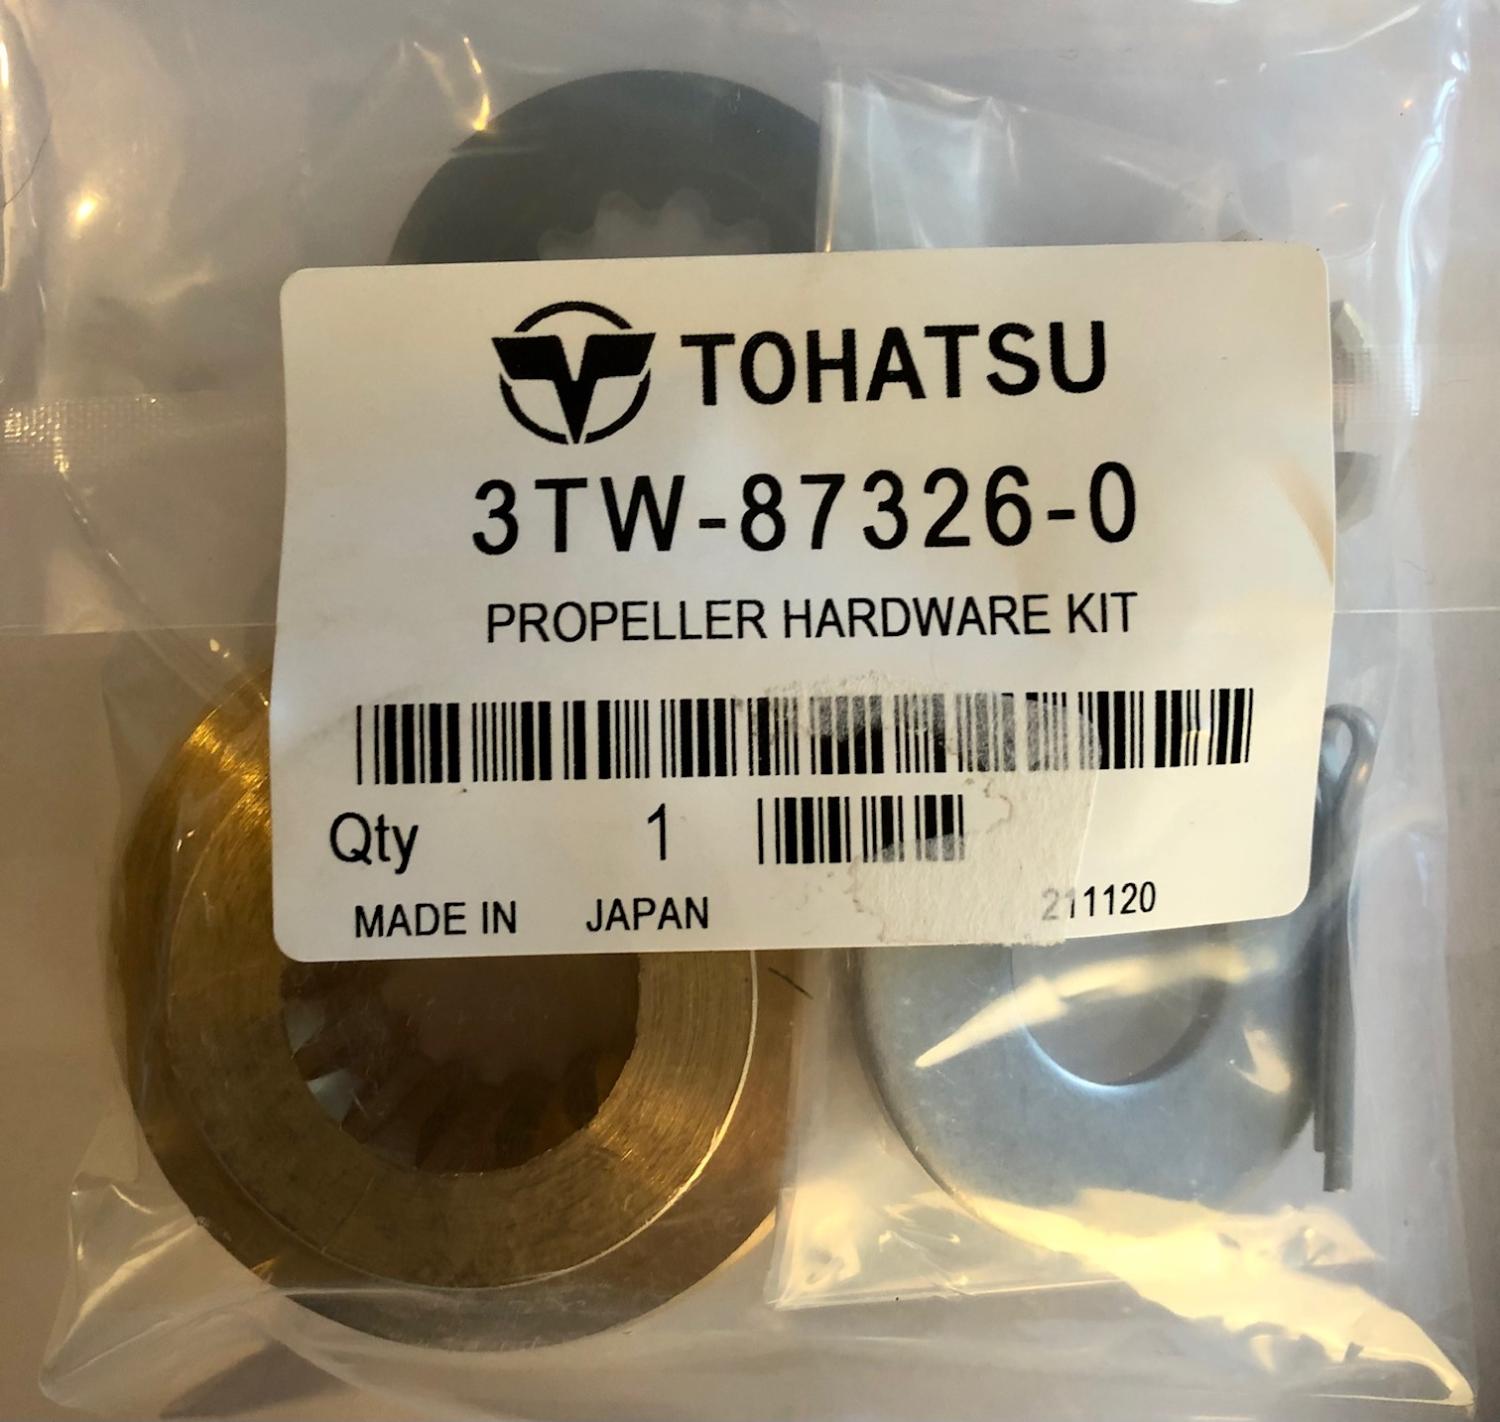 TOHATSU
3TW-87326-0
PROPELLER HARDWARE KIT
Qty 1
MADE IN JAPAN 211120